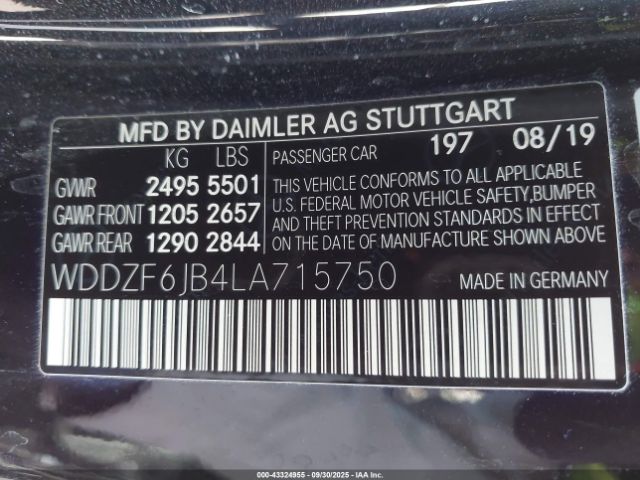 MFD BY DAIMLER AG STUTTGART
KG LBS PASSENGER CAR 197 08/19
GVWR 2495 5501
GAWR FRONT 1205 2657
GAWR REAR 1290 2844
THIS VEHICLE CONFORMS TO ALL APPLICABLE
U.S. FEDERAL MOTOR VEHICLE SAFETY,BUMPER
AND THEFT PREVENTION STANDARDS IN EFFECT
ON THE DATE OF MANUFACTURE SHOWN ABOVE.
WDDZF6JB4LA715750
MADE IN GERMANY
000-43324955 - 09/30/2025 - Copyright © IAA Holdings, LLC